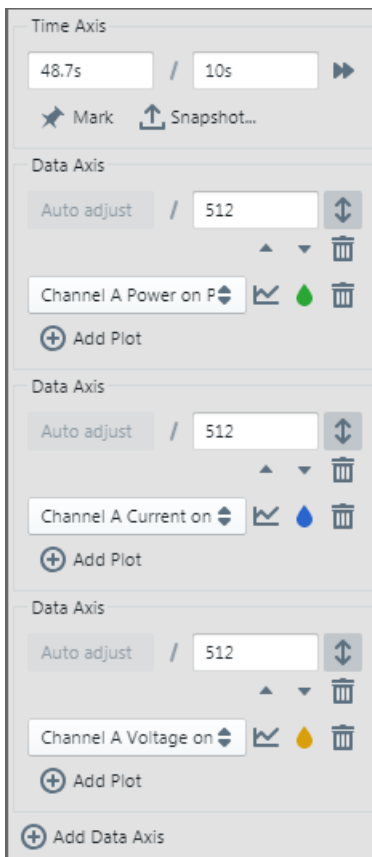 Time Axis
48.7s / 10s
Mark Snapshot...
Data Axis
Auto adjust / 512
Channel A Power on P
Add Plot
Data Axis
Auto adjust / 512
Channel A Current on
Add Plot
Data Axis
Auto adjust / 512
Channel A Voltage on
Add Plot
Add Data Axis